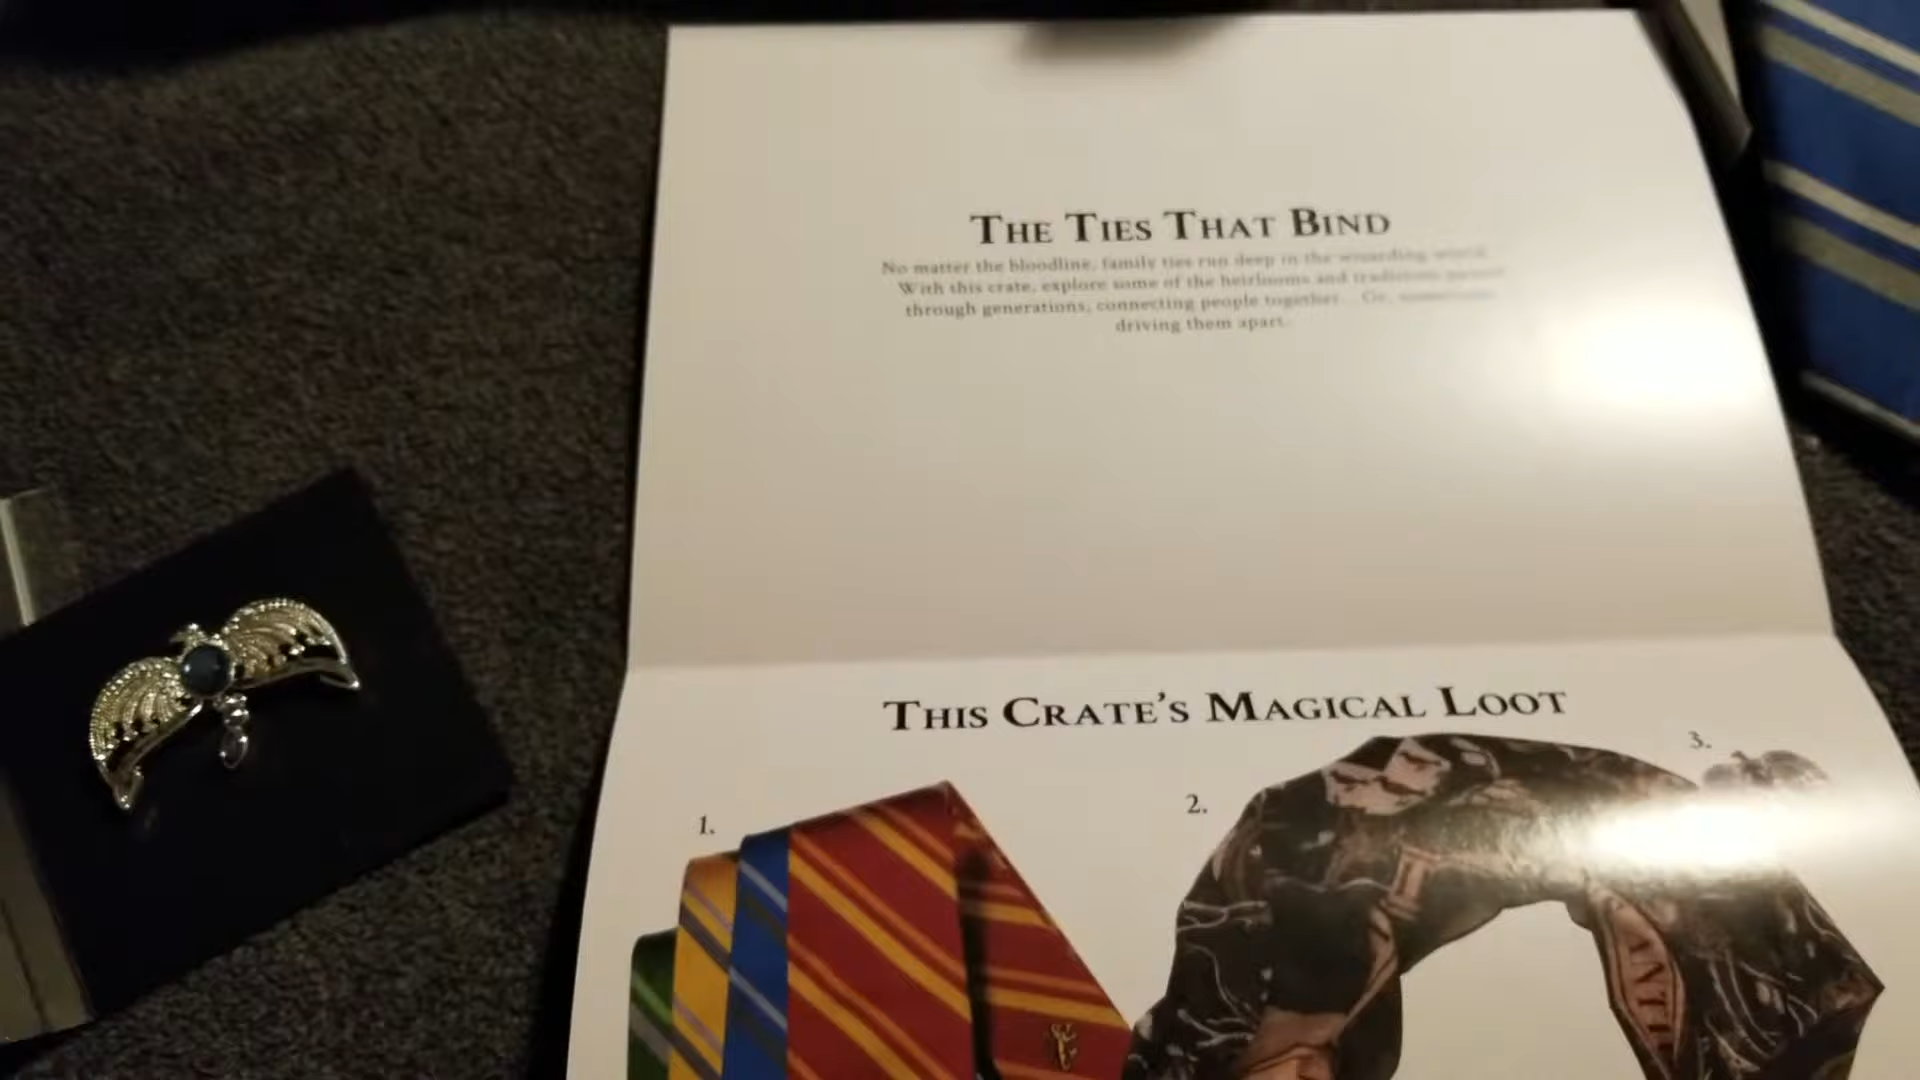 THE TIES THAT BIND
No matter the bloodline, family ties run deep in the wizarding world.
With this crate, explore some of the heirlooms and traditions passed
through generations, connecting people together... Or, sometimes
driving them apart.
THIS CRATE'S MAGICAL LOOT
1.
2.
3.